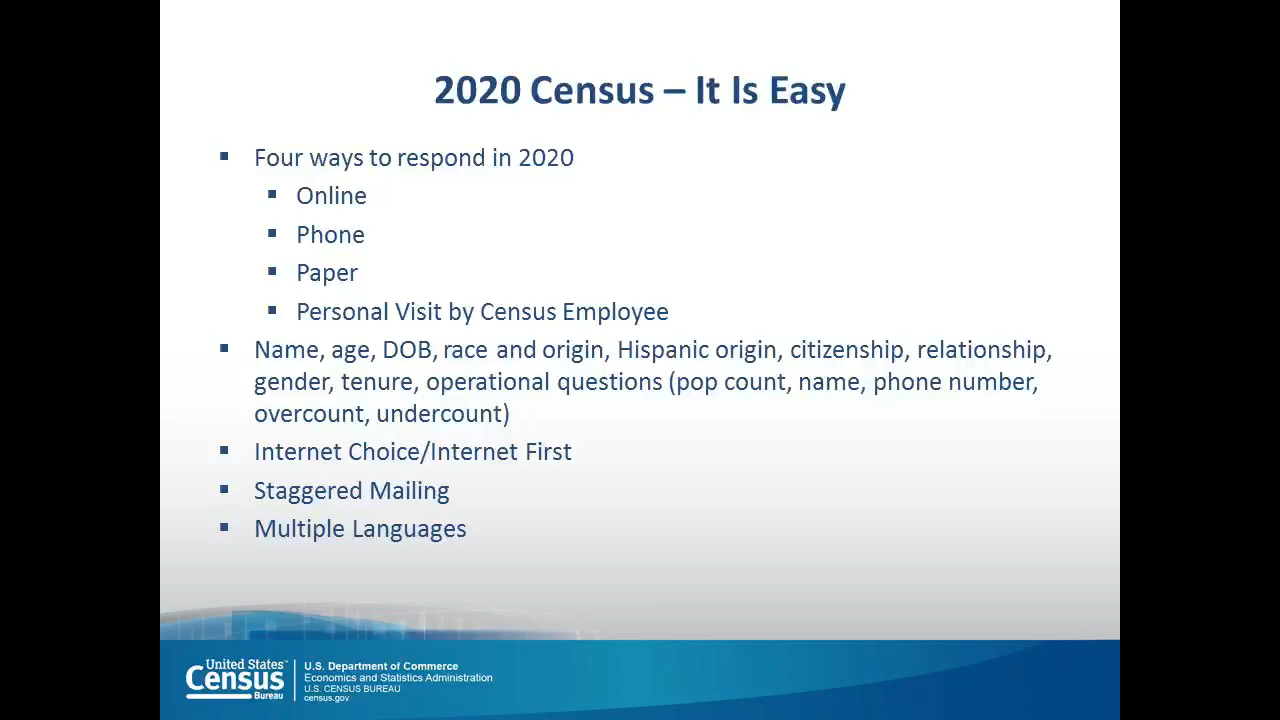 2020 Census – It Is Easy
▪ Four ways to respond in 2020
▪ Online
▪ Phone
▪ Paper
▪ Personal Visit by Census Employee
▪ Name, age, DOB, race and origin, Hispanic origin, citizenship, relationship,
gender, tenure, operational questions (pop count, name, phone number,
overcount, undercount)
▪ Internet Choice/Internet First
▪ Staggered Mailing
▪ Multiple Languages
United States™
Census
Bureau
U.S. Department of Commerce
Economics and Statistics Administration
U.S. CENSUS BUREAU
census.gov